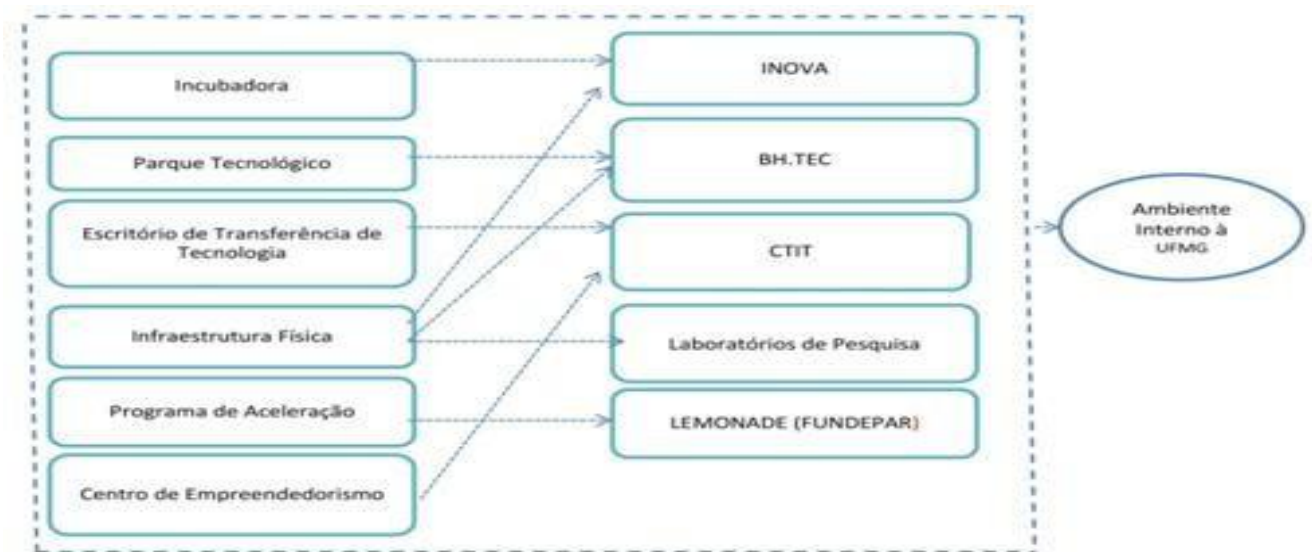 Incubadora
Parque Tecnológico
Escritório de Transferência de
Tecnologia
Infraestrutura Física
Programa de Aceleração
Centro de Empreendedorismo
INOVA
BH.TEC
CTIT
Laboratórios de Pesquisa
LEMONADE (FUNDEPAR)
Ambiente
Interno à
UFMG